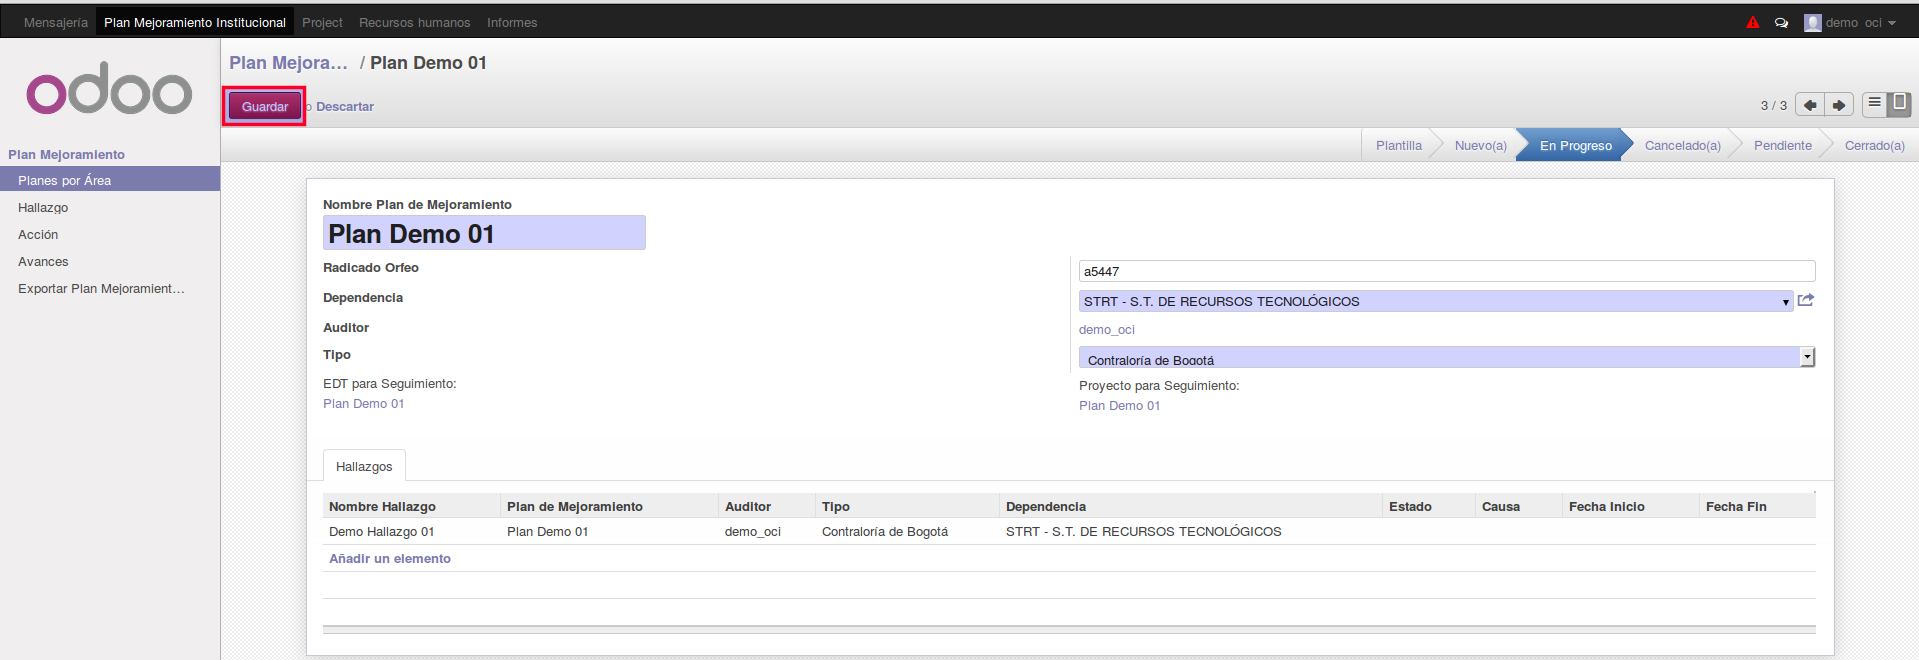 Mensajería Plan Mejoramiento Institucional Project Recursos humanos Informes demo_oci
odoo
Plan Mejora... / Plan Demo 01
Guardar o Descartar 3 / 3
Plantilla Nuevo(a) En Progreso Cancelado(a) Pendiente Cerrado(a)
Plan Mejoramiento
Planes por Área
Hallazgo
Acción
Avances
Exportar Plan Mejoramient...
Nombre Plan de Mejoramiento
Plan Demo 01
Radicado Orfeo a5447
Dependencia STRT - S.T. DE RECURSOS TECNOLÓGICOS
Auditor demo_oci
Tipo Contraloría de Bogotá
EDT para Seguimiento: Proyecto para Seguimiento:
Plan Demo 01 Plan Demo 01
Hallazgos
Nombre Hallazgo Plan de Mejoramiento Auditor Tipo Dependencia Estado Causa Fecha Inicio Fecha Fin
Demo Hallazgo 01 Plan Demo 01 demo_oci Contraloría de Bogotá STRT - S.T. DE RECURSOS TECNOLÓGICOS
Añadir un elemento